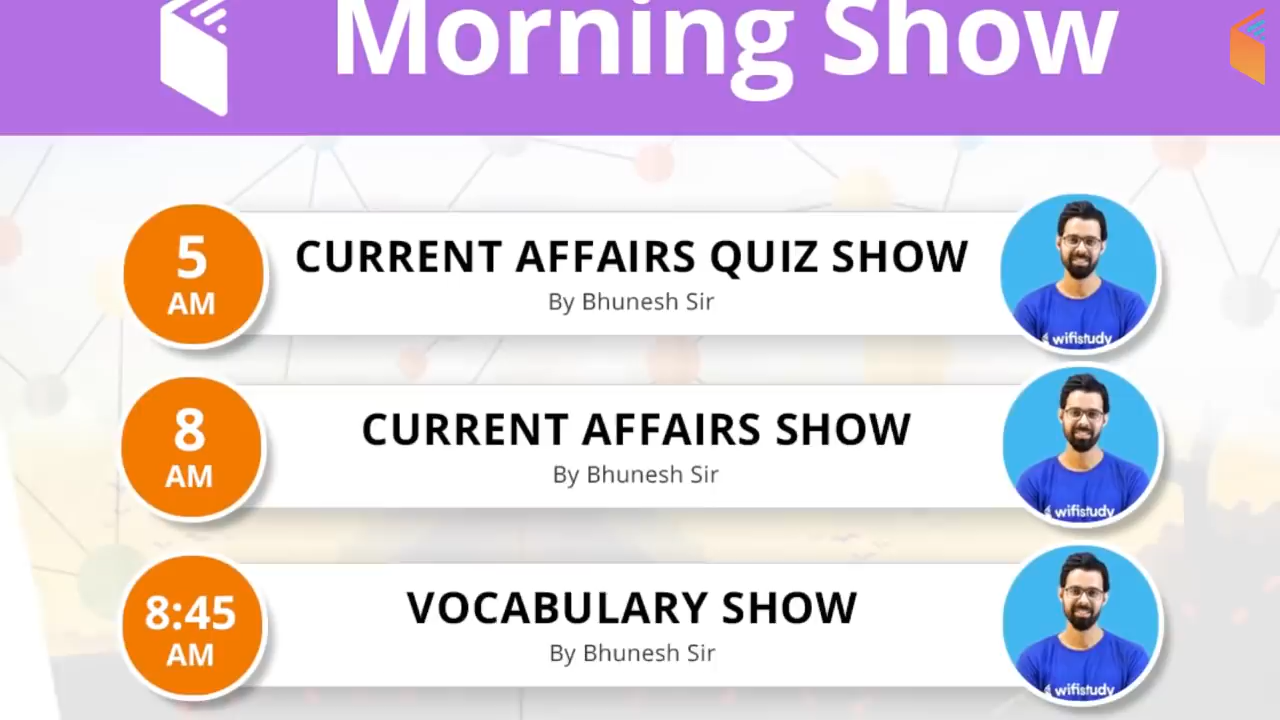 Morning Show
5
AM
CURRENT AFFAIRS QUIZ SHOW
By Bhunesh Sir
wifistudy
8
AM
CURRENT AFFAIRS SHOW
By Bhunesh Sir
wifistudy
8:45
AM
VOCABULARY SHOW
By Bhunesh Sir
wifistudy